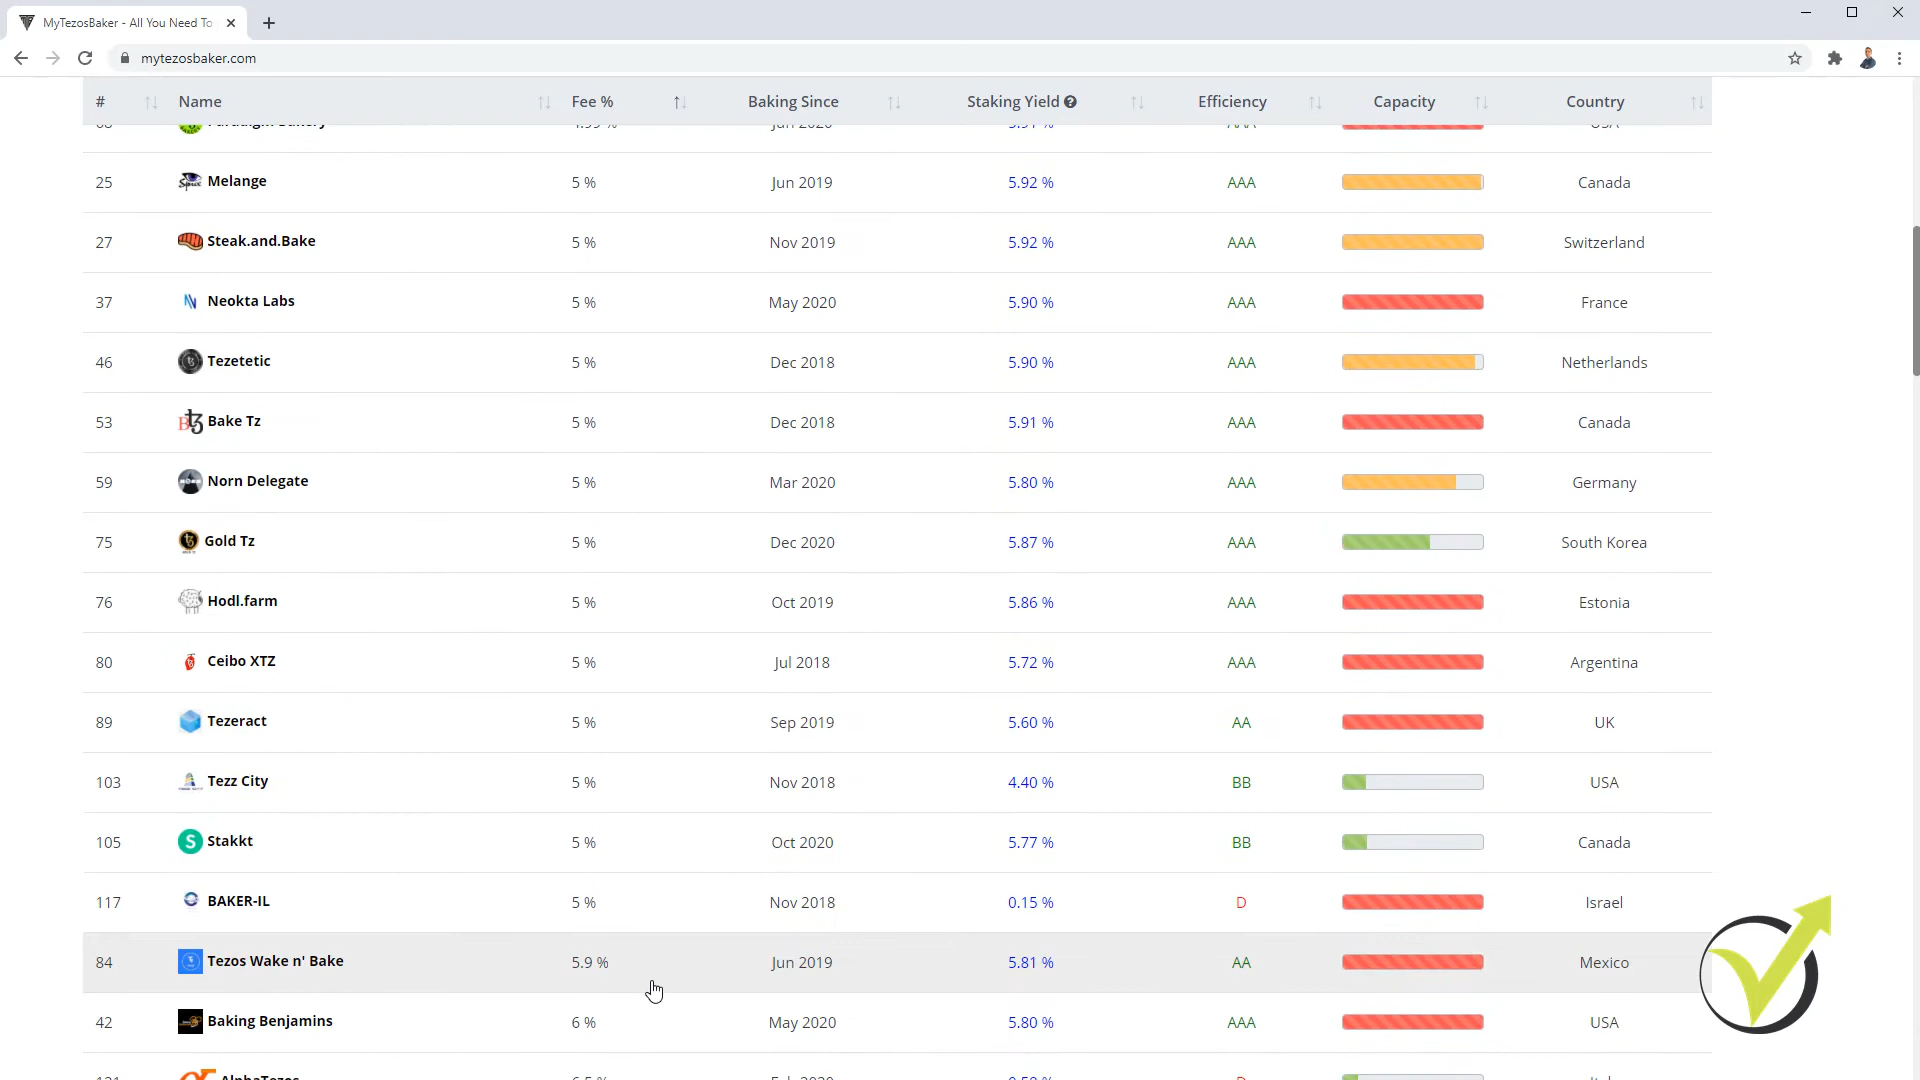 MyTezosBaker - All You Need To
mytezosbaker.com
# Name Fee % Baking Since Staking Yield Efficiency Capacity Country
25 Melange 5 % Jun 2019 5.92 % AAA Canada
27 Steak.and.Bake 5 % Nov 2019 5.92 % AAA Switzerland
37 Neokta Labs 5 % May 2020 5.90 % AAA France
46 Tezetetic 5 % Dec 2018 5.90 % AAA Netherlands
53 Bake Tz 5 % Dec 2018 5.91 % AAA Canada
59 Norn Delegate 5 % Mar 2020 5.80 % AAA Germany
75 Gold Tz 5 % Dec 2020 5.87 % AAA South Korea
76 Hodl.farm 5 % Oct 2019 5.86 % AAA Estonia
80 Ceibo XTZ 5 % Jul 2018 5.72 % AAA Argentina
89 Tezeract 5 % Sep 2019 5.60 % AA UK
103 Tezz City 5 % Nov 2018 4.40 % BB USA
105 Stakkt 5 % Oct 2020 5.77 % BB Canada
117 BAKER-IL 5 % Nov 2018 0.15 % D Israel
84 Tezos Wake n' Bake 5.9 % Jun 2019 5.81 % AA Mexico
42 Baking Benjamins 6 % May 2020 5.80 % AAA USA
AlphaTezos